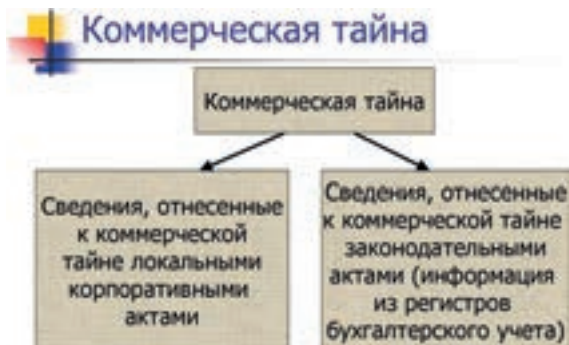 Коммерческая тайна
Коммерческая тайна
Сведения, отнесенные
к коммерческой
тайне локальными
корпоративными
актами
Сведения, отнесенные
к коммерческой тайне
законодательными
актами (информация
из регистров
бухгалтерского учета)